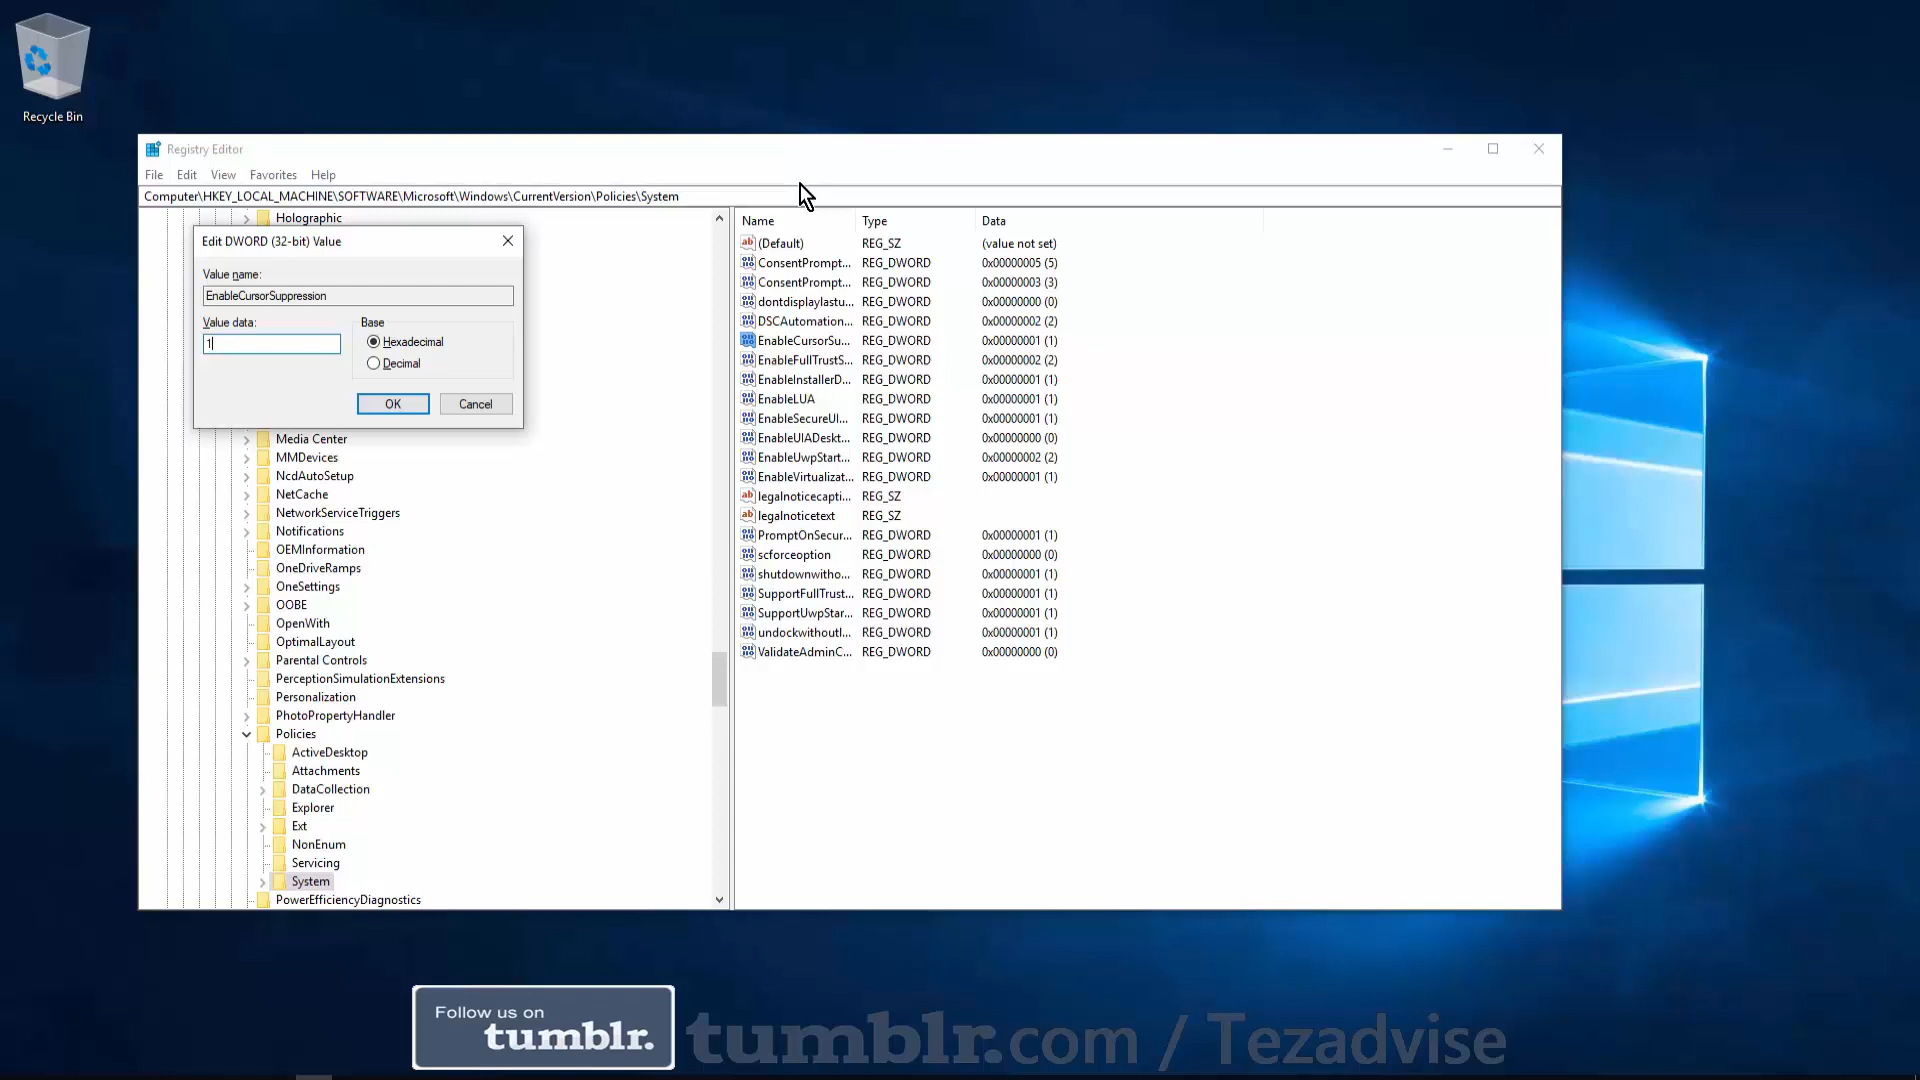 Recycle Bin
Registry Editor
File Edit View Favorites Help
Computer\HKEY_LOCAL_MACHINE\SOFTWARE\Microsoft\Windows\CurrentVersion\Policies\System
Holographic
Edit DWORD (32-bit) Value
Value name:
EnableCursorSuppression
Value data:
1
Base
Hexadecimal
Decimal
OK
Cancel
Media Center
MMDevices
NcdAutoSetup
NetCache
NetworkServiceTriggers
Notifications
OEMInformation
OneDriveRamps
OneSettings
OOBE
OpenWith
OptimalLayout
Parental Controls
PerceptionSimulationExtensions
Personalization
PhotoPropertyHandler
Policies
ActiveDesktop
Attachments
DataCollection
Explorer
Ext
NonEnum
Servicing
System
PowerEfficiencyDiagnostics
Name Type Data
(Default) REG_SZ (value not set)
ConsentPrompt... REG_DWORD 0x00000005 (5)
ConsentPrompt... REG_DWORD 0x00000003 (3)
dontdisplaylastu... REG_DWORD 0x00000000 (0)
DSCAutomation... REG_DWORD 0x00000002 (2)
EnableCursorSu... REG_DWORD 0x00000001 (1)
EnableFullTrustS... REG_DWORD 0x00000002 (2)
EnableInstallerD... REG_DWORD 0x00000001 (1)
EnableLUA REG_DWORD 0x00000001 (1)
EnableSecureUI... REG_DWORD 0x00000001 (1)
EnableUIADeskt... REG_DWORD 0x00000000 (0)
EnableUwpStart... REG_DWORD 0x00000002 (2)
EnableVirtualizat... REG_DWORD 0x00000001 (1)
legalnoticecapti... REG_SZ
legalnoticetext REG_SZ
PromptOnSecur... REG_DWORD 0x00000001 (1)
scforceoption REG_DWORD 0x00000000 (0)
shutdownwitho... REG_DWORD 0x00000001 (1)
SupportFullTrust... REG_DWORD 0x00000001 (1)
SupportUwpStar... REG_DWORD 0x00000001 (1)
undockwithoutl... REG_DWORD 0x00000001 (1)
ValidateAdminC... REG_DWORD 0x00000000 (0)
Follow us on
tumblr.
tumblr.com / Tezadvise